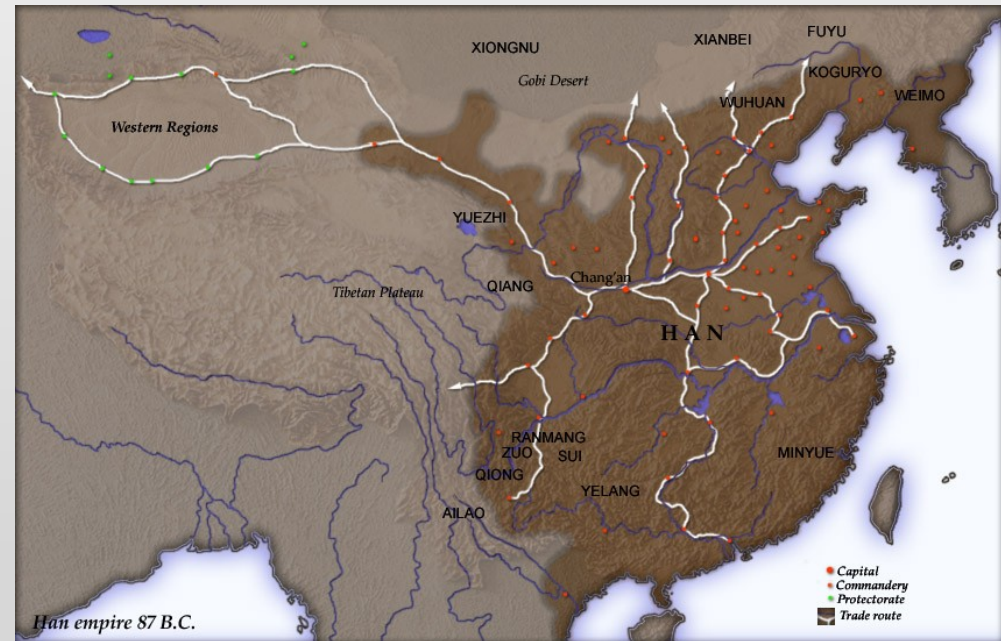 FUYU
XIANBEI
XIONGNU
KOGURYO
Gobi Desert
WEIMO
WUHUAN
Western Regions
YUEZHI
Chang'an
QIANG
Tibetan Plateau
HAN
RANMANG
ZUO
SUI
MINYUE
QIONG
YELANG
AILAO
Capital
Commandery
Protectorate
Trade route
Han empire 87 B.C.